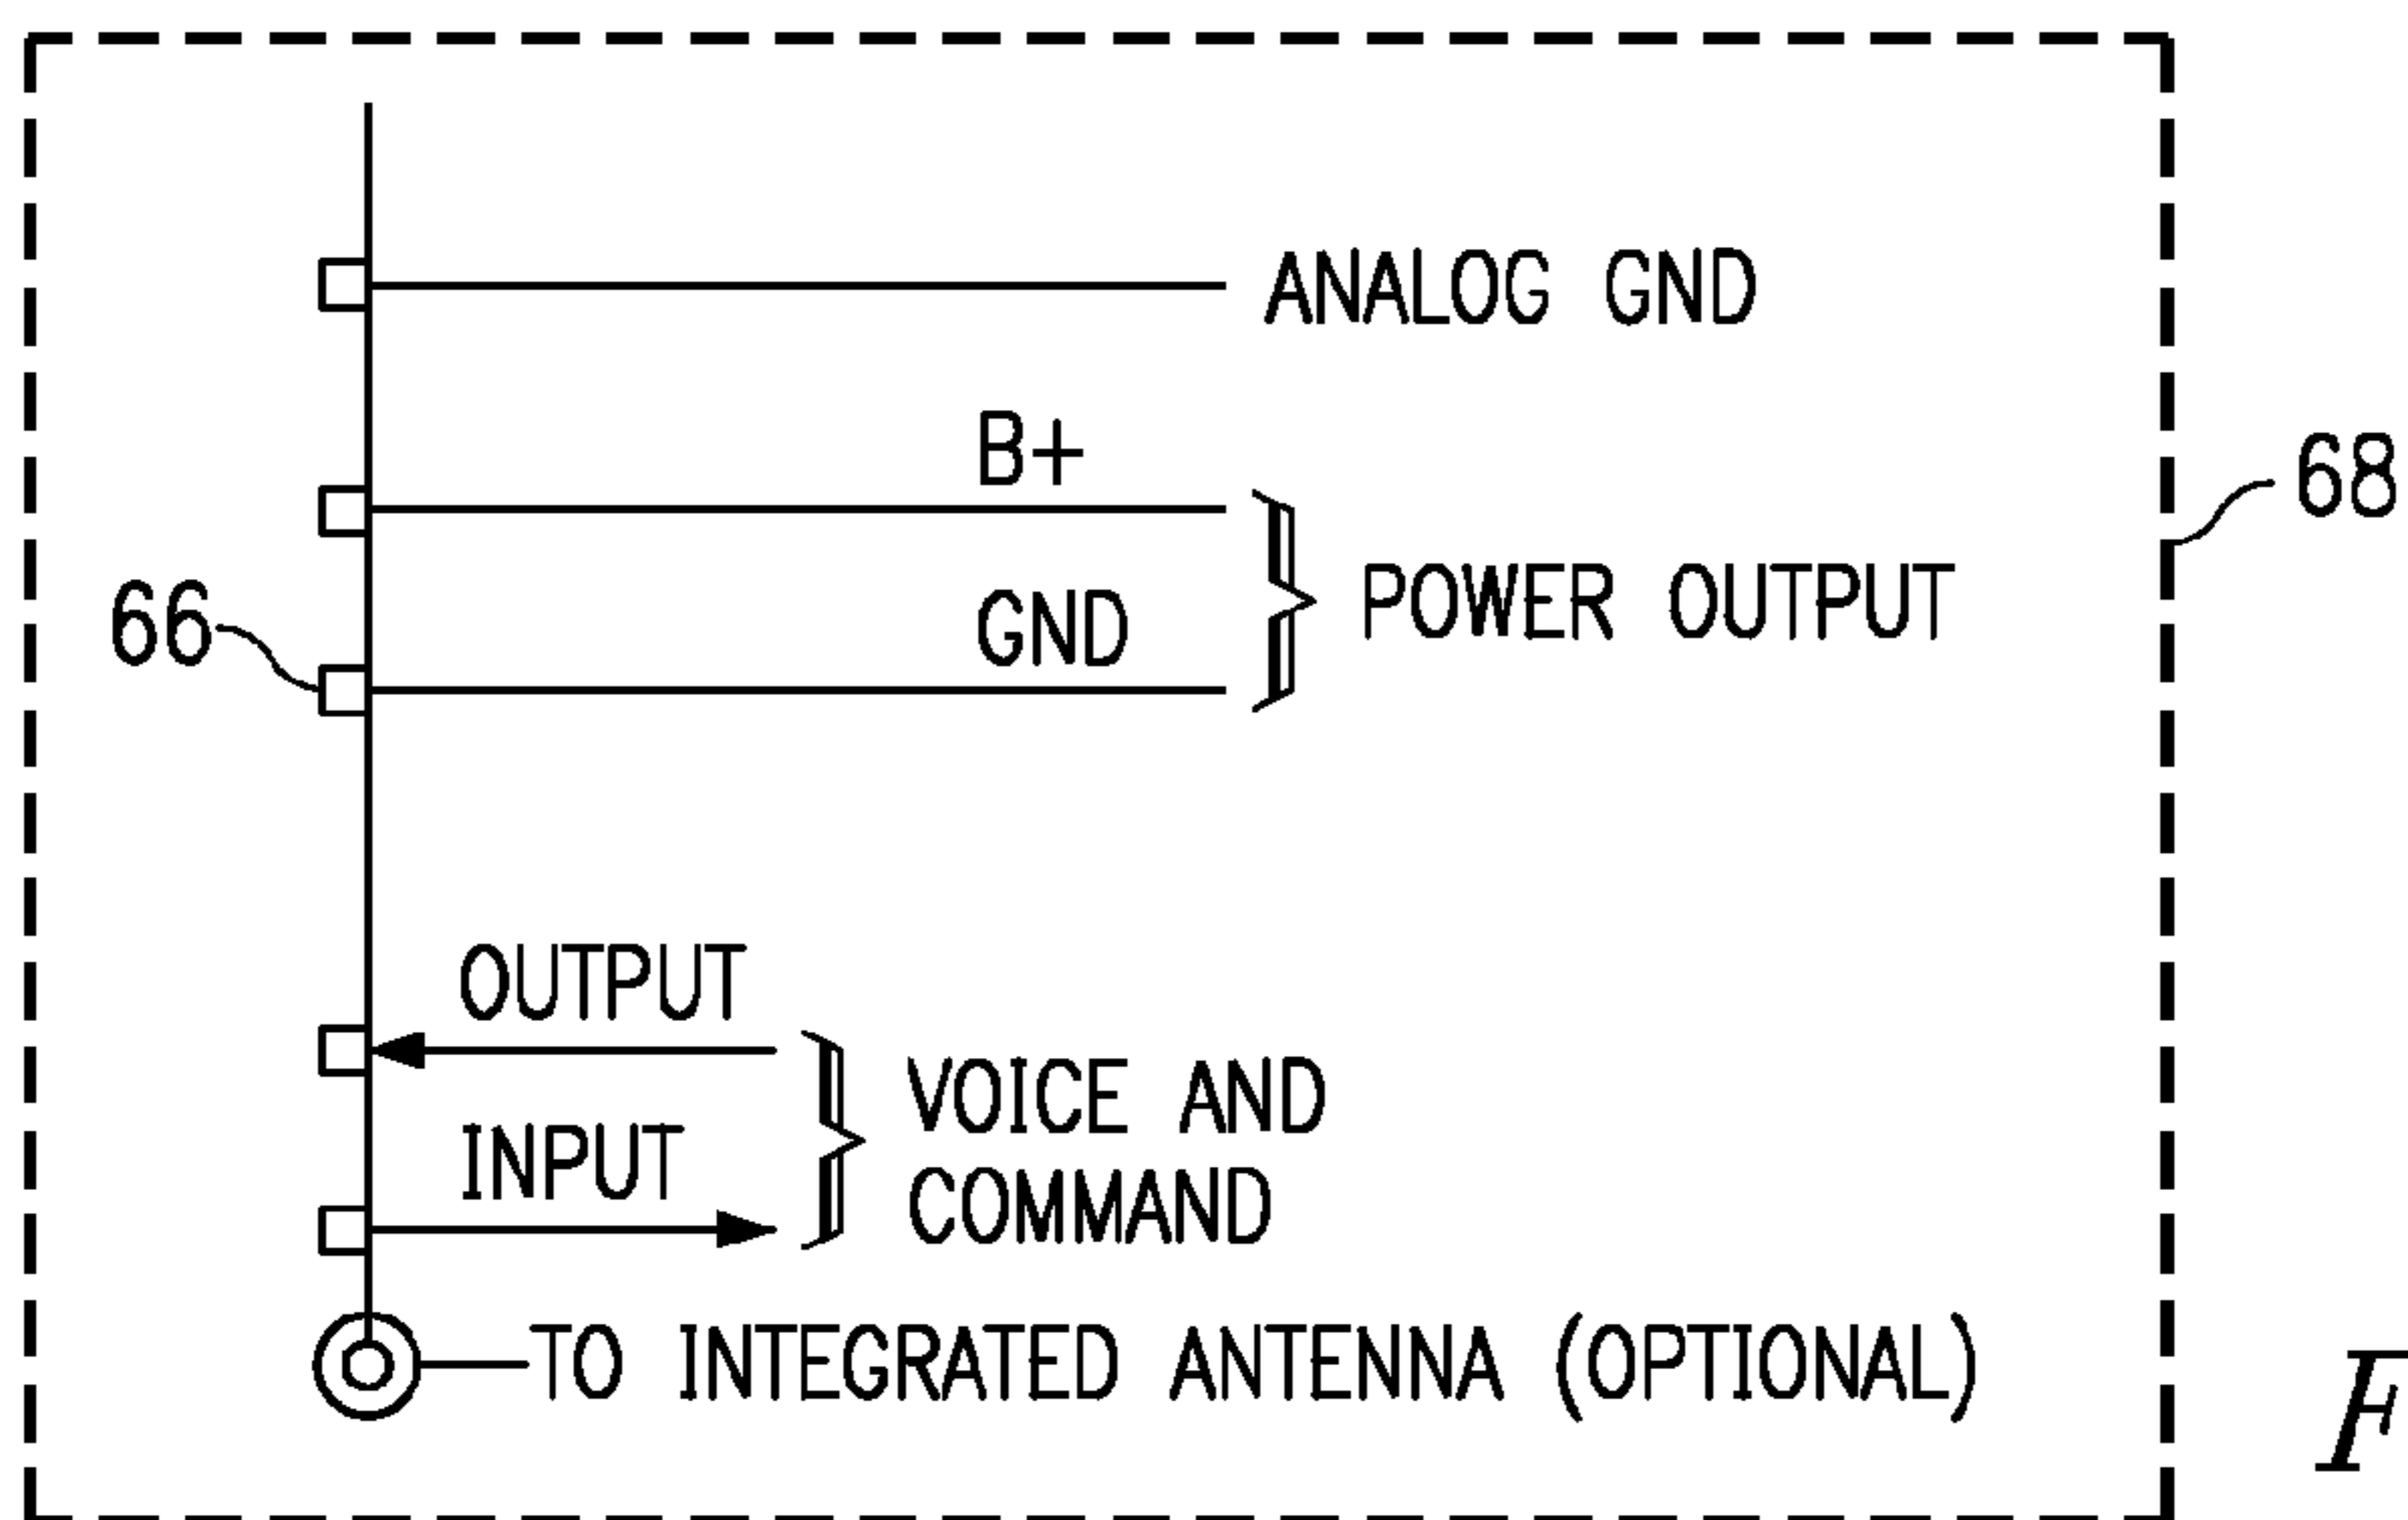 ANALOG GND
B+
68
POWER OUTPUT
66
GND
OUTPUT
VOICE AND
COMMAND
INPUT
TO INTEGRATED ANTENNA (OPTIONAL)
F